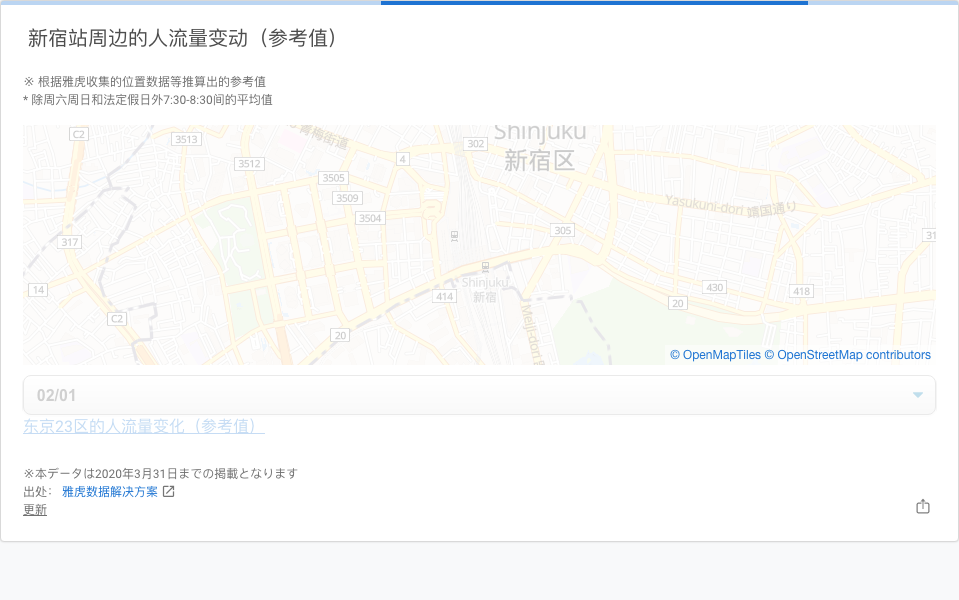 新宿站周边的人流量变动（参考值）
※ 根据雅虎收集的位置数据等推算出的参考值
* 除周六周日和法定假日外7:30-8:30间的平均值
C2
3513
青梅街道
302
Shinjuku
新宿区
3512
4
3505
3509
Yasukuni-dori 靖国通り
3504
305
31
317
Shinjuku
新宿
14
414
430
418
20
C2
Meiji-dori
20
© OpenMapTiles © OpenStreetMap contributors
02/01
东京23区的人流量变化（参考值）
※本データは2020年3月31日までの掲載となります
出处： 雅虎数据解决方案
更新